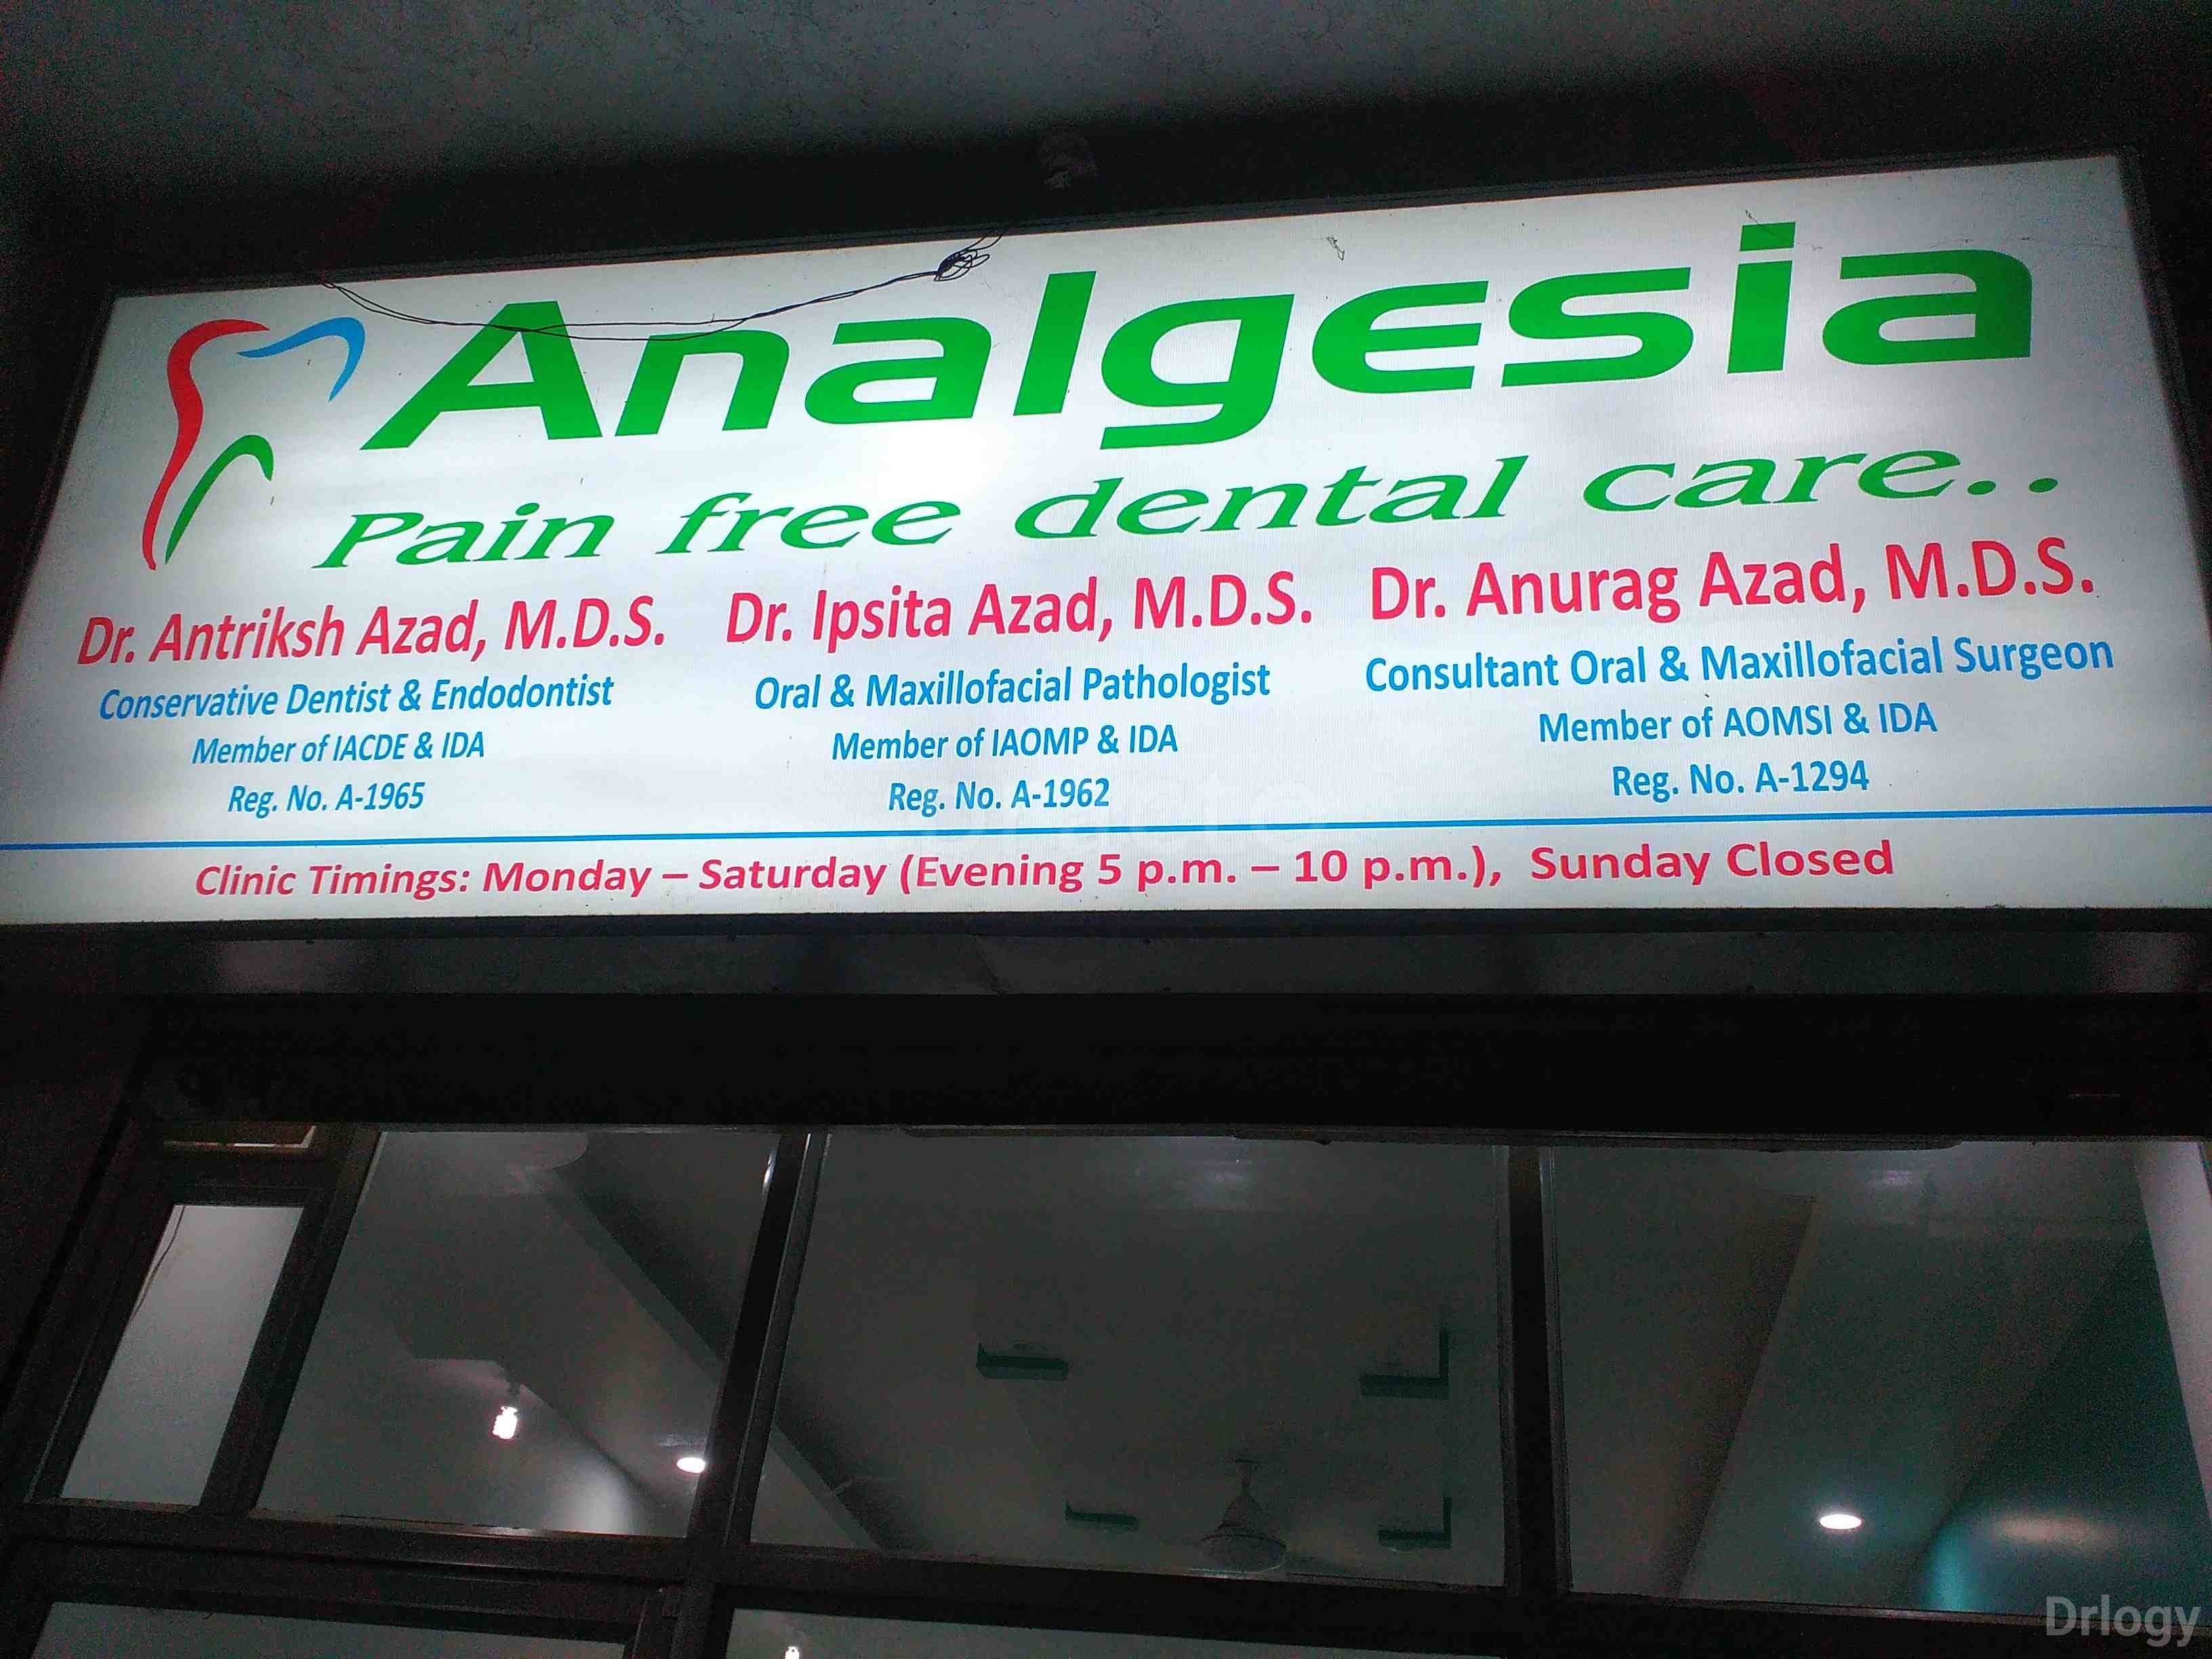 Analgesia
Pain free dental care..
Dr. Antriksh Azad, M.D.S.
Conservative Dentist & Endodontist
Member of IACDE & IDA
Reg. No. A-1965
Dr. Ipsita Azad, M.D.S.
Oral & Maxillofacial Pathologist
Member of IAOMP & IDA
Reg. No. A-1962
Dr. Anurag Azad, M.D.S.
Consultant Oral & Maxillofacial Surgeon
Member of AOMSI & IDA
Reg. No. A-1294
Clinic Timings: Monday – Saturday (Evening 5 p.m. – 10 p.m.), Sunday Closed
Drlogy